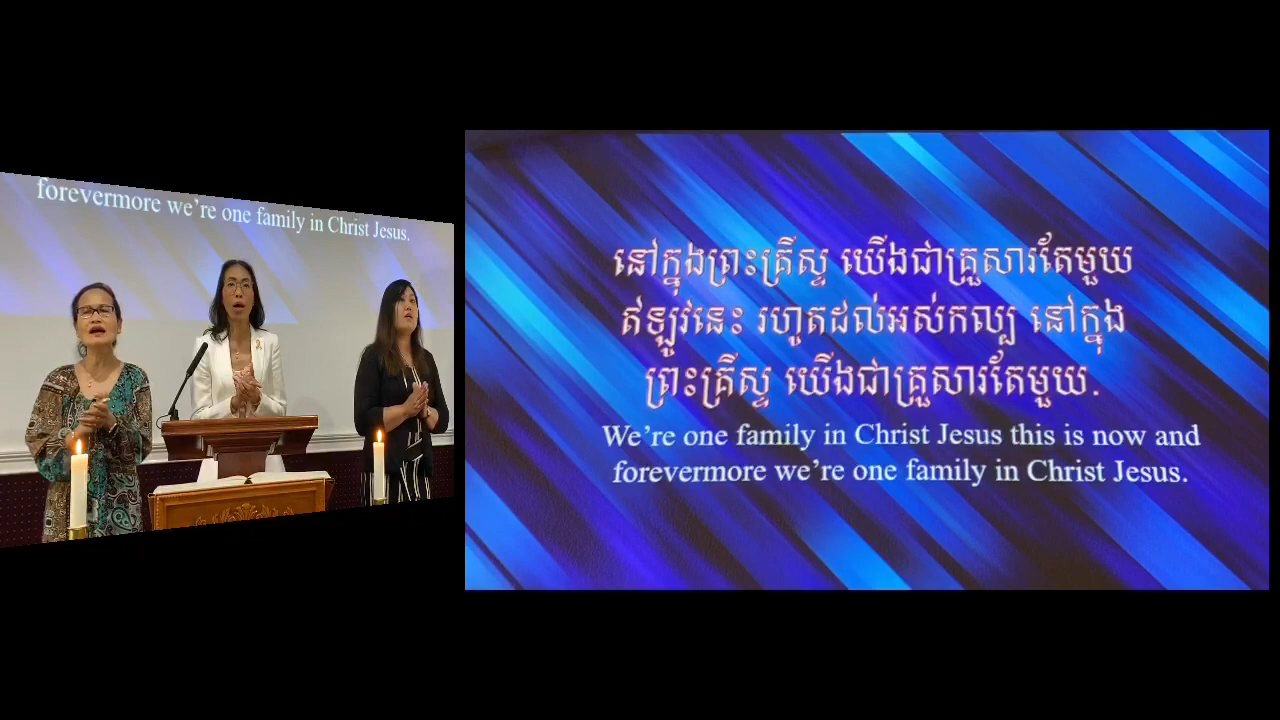 forevermore we're one family in Christ Jesus.
នៅក្នុងព្រះគ្រីស្ទ យើងជាគ្រួសារតែមួយ
ឥឡូវនេះ រហូតដល់អស់កល្ប នៅក្នុង
ព្រះគ្រីស្ទ យើងជាគ្រួសារតែមួយ.
We're one family in Christ Jesus this is now and
forevermore we're one family in Christ Jesus.